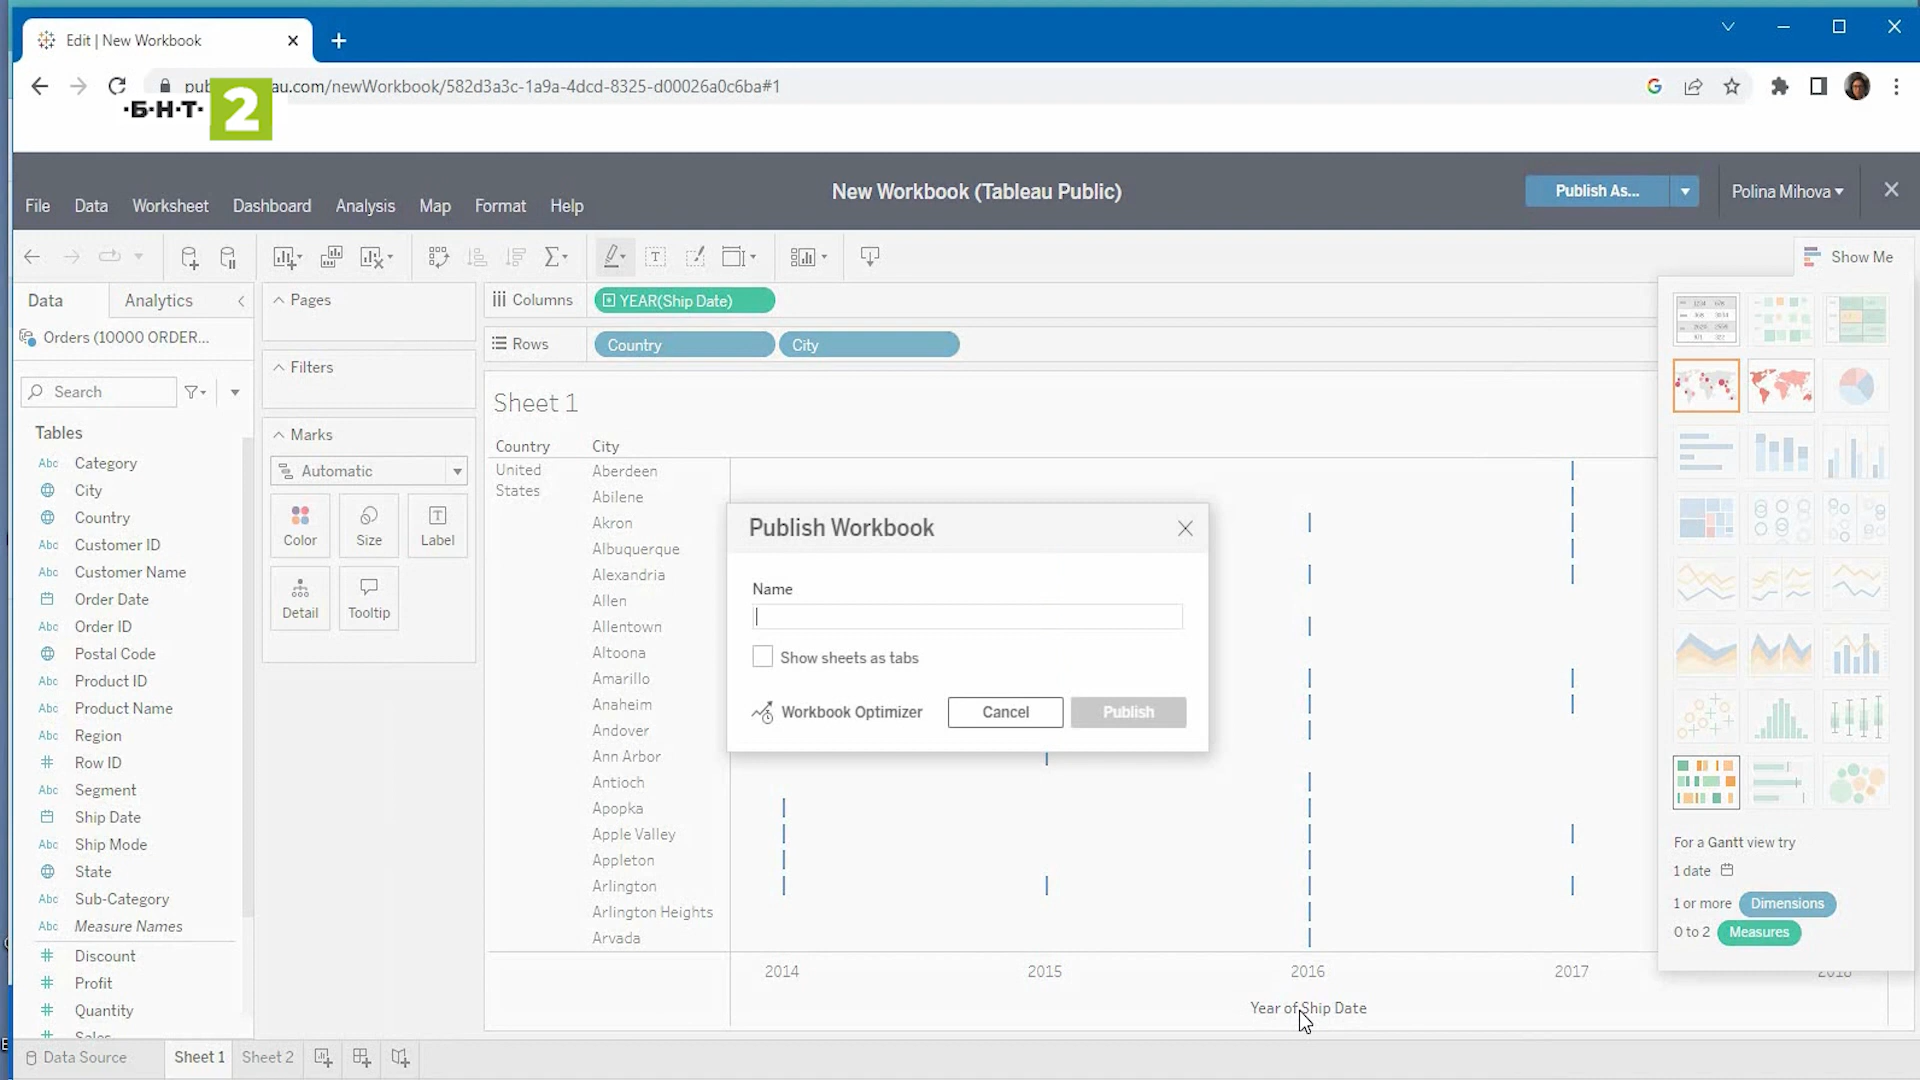 Edit | New Workbook
au.com/newWorkbook/582d3a3c-1a9a-4dcd-8325-d00026a0c6ba#1
·Б·Н·Т· 2
New Workbook (Tableau Public)
Publish As...
Polina Mihova
File Data Worksheet Dashboard Analysis Map Format Help
Show Me
Data Analytics
Pages
Columns YEAR(Ship Date)
Orders (10000 ORDER...
Rows Country City
Filters
Search
Sheet 1
Tables
Marks
Country City
Category
City
Country
Customer ID
Customer Name
Order Date
Order ID
Postal Code
Product ID
Product Name
Region
Row ID
Segment
Ship Date
Ship Mode
State
Sub-Category
Measure Names
Discount
Profit
Quantity
Sales
Automatic
Color Size Label
Detail Tooltip
United
States
Aberdeen
Abilene
Akron
Albuquerque
Alexandria
Allen
Allentown
Altoona
Amarillo
Anaheim
Andover
Ann Arbor
Antioch
Apopka
Apple Valley
Appleton
Arlington
Arlington Heights
Arvada
Publish Workbook
Name
Show sheets as tabs
Workbook Optimizer
Cancel
Publish
2014 2015 2016 2017 2018
Year of Ship Date
For a Gantt view try
1 date
1 or more Dimensions
0 to 2 Measures
Data Source Sheet 1 Sheet 2